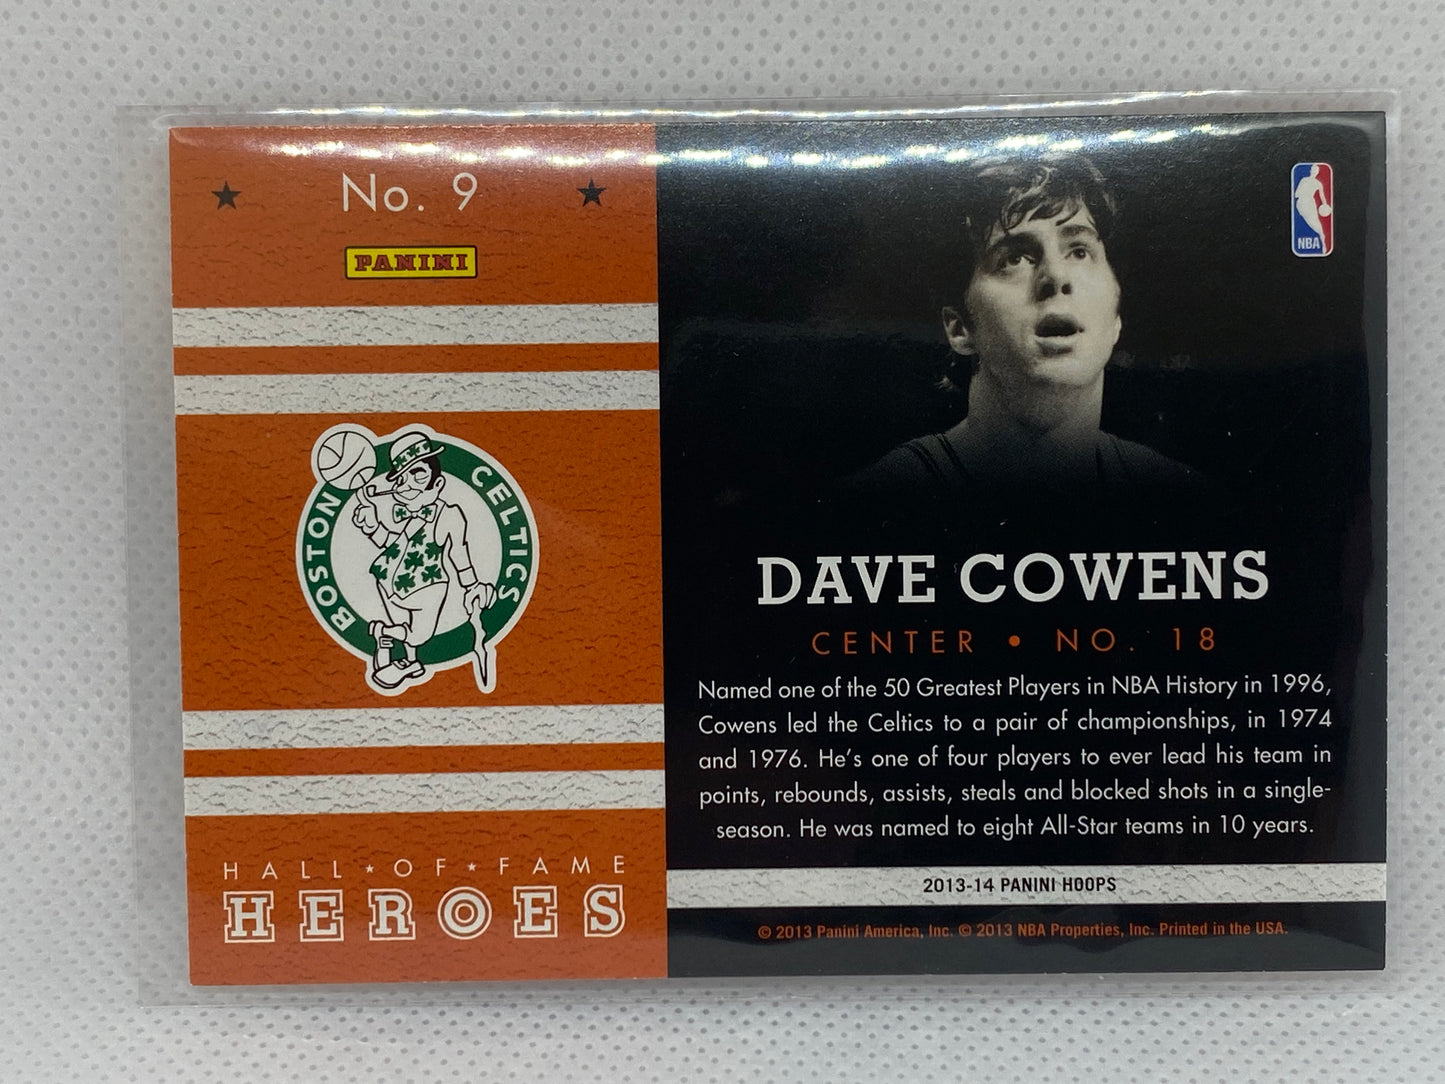 No. 9
PANINI
BOSTON CELTICS
HALL★OF★FAME
HEROES
NBA
DAVE COWENS
CENTER • NO. 18
Named one of the 50 Greatest Players in NBA History in 1996,
Cowens led the Celtics to a pair of championships, in 1974
and 1976. He's one of four players to ever lead his team in
points, rebounds, assists, steals and blocked shots in a single-
season. He was named to eight All-Star teams in 10 years.
2013-14 PANINI HOOPS
© 2013 Panini America, Inc. © 2013 NBA Properties, Inc. Printed in the USA.